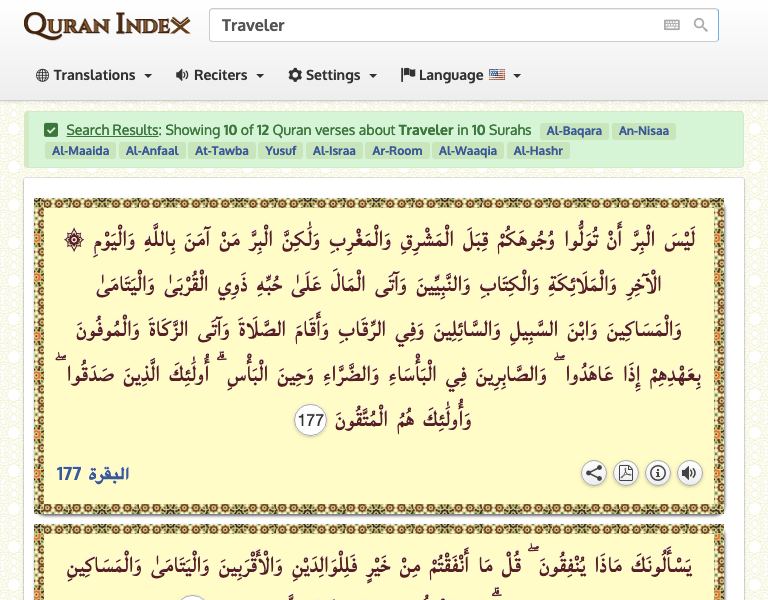 QURAN INDEX
Traveler
Translations Reciters Settings Language
Search Results: Showing 10 of 12 Quran verses about Traveler in 10 Surahs Al-Baqara An-Nisaa
Al-Maaida Al-Anfaal At-Tawba Yusuf Al-Israa Ar-Room Al-Waaqia Al-Hashr
۞ لَيْسَ الْبِرَّ أَنْ تُوَلُّوا وُجُوهَكُمْ قِبَلَ الْمَشْرِقِ وَالْمَغْرِبِ وَلَٰكِنَّ الْبِرَّ مَنْ آمَنَ بِاللَّهِ وَالْيَوْمِ
الْآخِرِ وَالْمَلَائِكَةِ وَالْكِتَابِ وَالنَّبِيِّينَ وَآتَى الْمَالَ عَلَىٰ حُبِّهِ ذَوِي الْقُرْبَىٰ وَالْيَتَامَىٰ
وَالْمَسَاكِينَ وَابْنَ السَّبِيلِ وَالسَّائِلِينَ وَفِي الرِّقَابِ وَأَقَامَ الصَّلَاةَ وَآتَى الزَّكَاةَ وَالْمُوفُونَ
بِعَهْدِهِمْ إِذَا عَاهَدُوا ۖ وَالصَّابِرِينَ فِي الْبَأْسَاءِ وَالضَّرَّاءِ وَحِينَ الْبَأْسِ ۗ أُولَٰئِكَ الَّذِينَ صَدَقُوا ۖ
وَأُولَٰئِكَ هُمُ الْمُتَّقُونَ 177
البقرة 177
يَسْأَلُونَكَ مَاذَا يُنْفِقُونَ ۖ قُلْ مَا أَنْفَقْتُمْ مِنْ خَيْرٍ فَلِلْوَالِدَيْنِ وَالْأَقْرَبِينَ وَالْيَتَامَىٰ وَالْمَسَاكِينِ